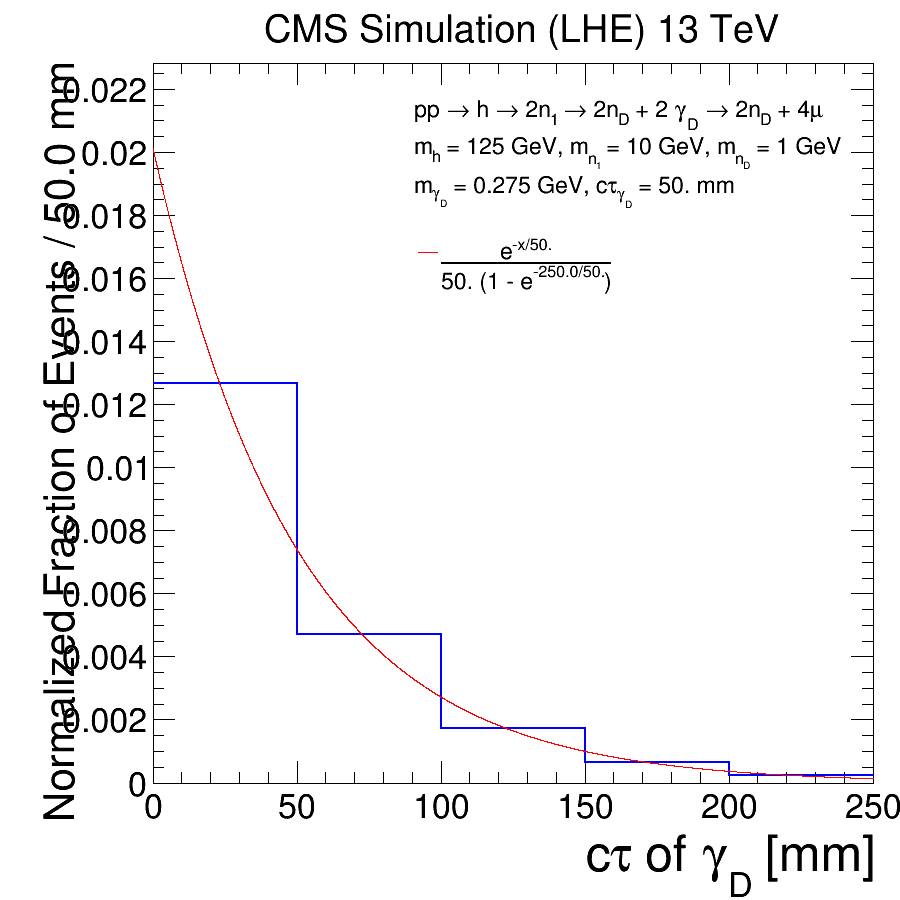 CMS Simulation (LHE) 13 TeV
Normalized Fraction of Events / 50.0 mm
0.022
0.02
0.018
0.016
0.014
0.012
0.01
0.008
0.006
0.004
0.002
0
pp → h → 2n1 → 2nD + 2 γD → 2nD + 4μ
mh = 125 GeV, mn1 = 10 GeV, mnD = 1 GeV
mγD = 0.275 GeV, cτγD = 50. mm
e-x/50.
50. (1 - e-250.0/50.)
0 50 100 150 200 250
cτ of γD [mm]